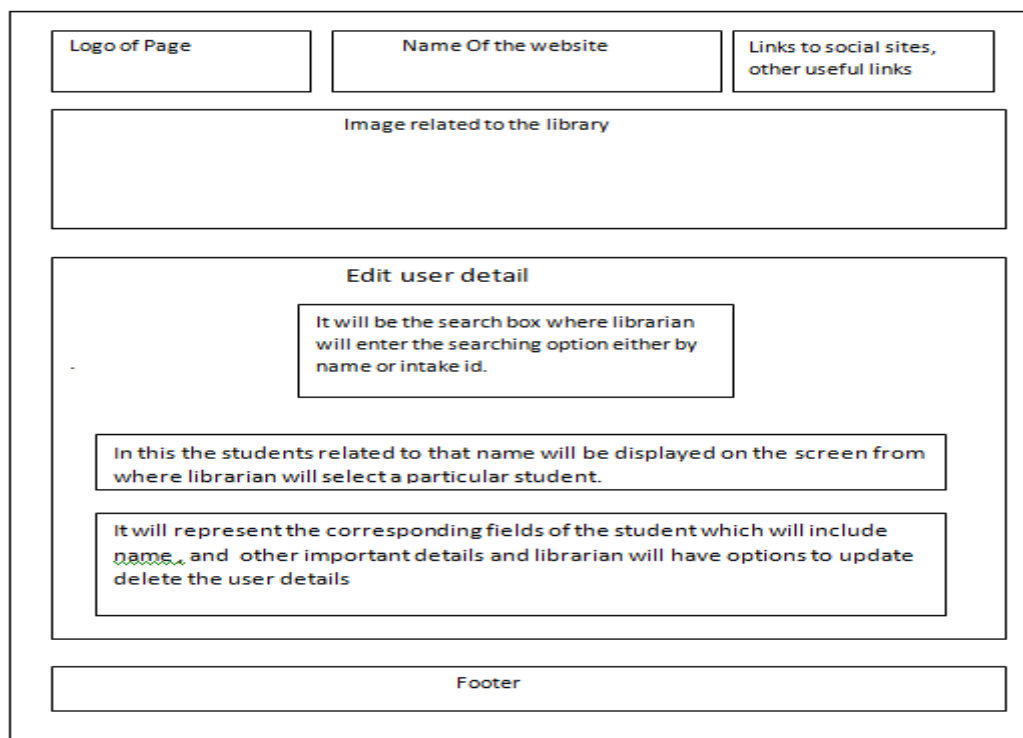 Logo of Page
Name Of the website
Links to social sites,
other useful links
Image related to the library
Edit user detail
It will be the search box where librarian
will enter the searching option either by
name or intake id.
-
In this the students related to that name will be displayed on the screen from
where librarian will select a particular student.
It will represent the corresponding fields of the student which will include
name , and other important details and librarian will have options to update
delete the user details
Footer